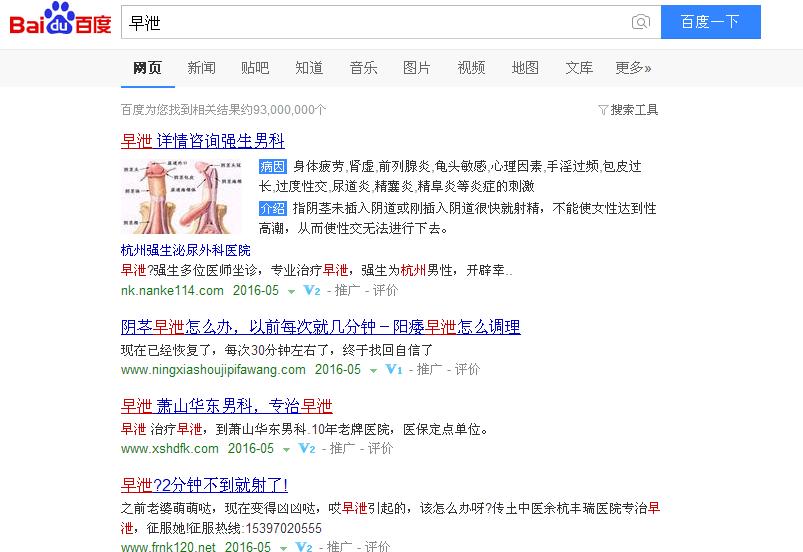 Bai du 百度
早泄
百度一下
网页 新闻 贴吧 知道 音乐 图片 视频 地图 文库 更多»
百度为您找到相关结果约93,000,000个
搜索工具
早泄 详情咨询强生男科
病因 身体疲劳,肾虚,前列腺炎,龟头敏感,心理因素,手淫过频,包皮过
长,过度性交,尿道炎,精囊炎,精阜炎等炎症的刺激
介绍 指阴茎未插入阴道或刚插入阴道很快就射精，不能使女性达到性
高潮，从而使性交无法进行下去。
杭州强生泌尿外科医院
早泄?强生多位医师坐诊，专业治疗早泄，强生为杭州男性，开辟幸..
nk.nanke114.com 2016-05 V2 - 推广 - 评价
阴茎早泄怎么办，以前每次就几分钟－阳痿早泄怎么调理
现在已经恢复了，每次30分钟左右了，终于找回自信了
www.ningxiashoujipifawang.com 2016-05 V1 - 推广 - 评价
早泄 萧山华东男科，专治早泄
早泄 治疗早泄，到萧山华东男科.10年老牌医院，医保定点单位。
www.xshdfk.com 2016-05 V2 - 推广 - 评价
早泄?2分钟不到就射了!
之前老婆萌萌哒，现在变得凶凶哒，哎早泄引起的，该怎么办呀?传土中医余杭丰瑞医院专治早
泄，征服她!征服热线:15397020555
www.frnk120.net 2016-05 V2 - 推广 - 评价